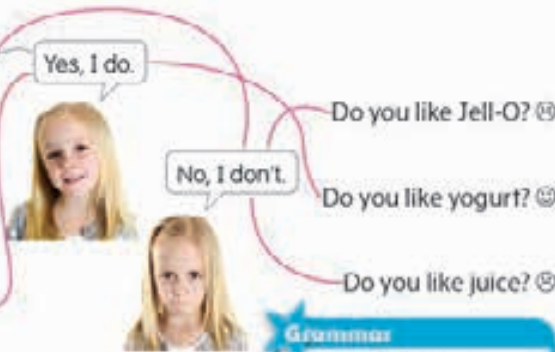 Yes, I do.
Do you like Jell-O? ☹
No, I don't.
Do you like yogurt? ☺
Do you like juice? ☹
Grammar